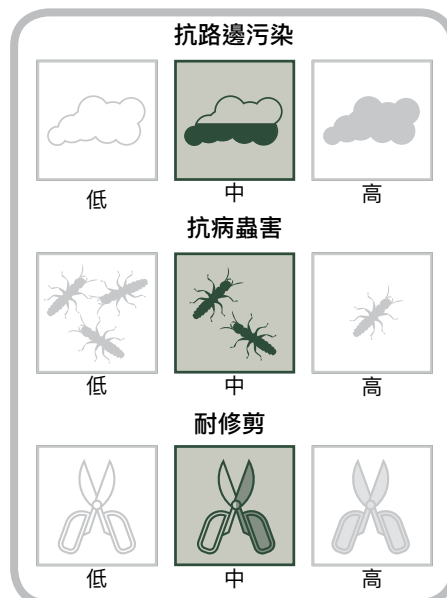 抗路邊污染
低 中 高
抗病蟲害
低 中 高
耐修剪
低 中 高